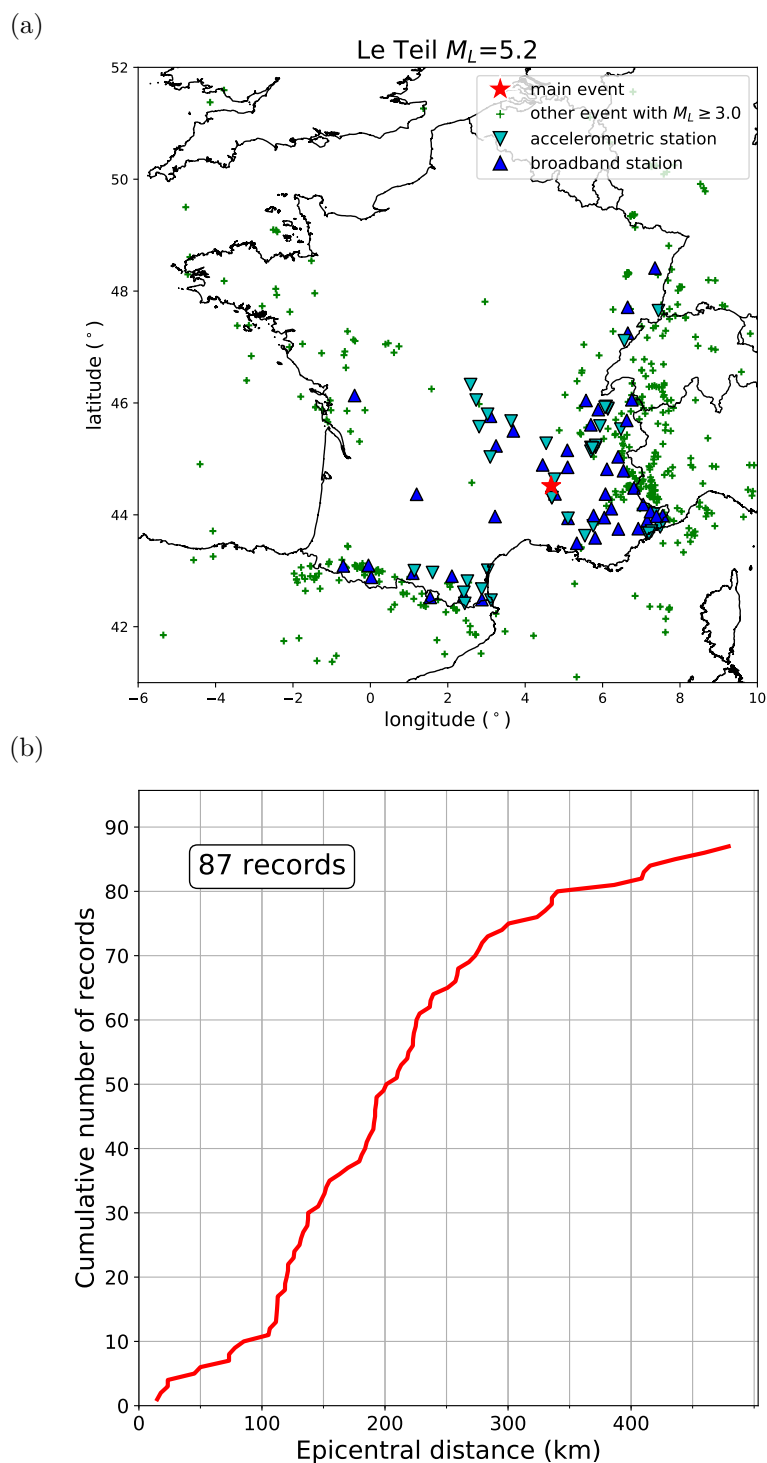 (a)
Le Teil M_L=5.2
52
50
48
46
44
42
latitude (°)
main event
other event with M_L ≥ 3.0
accelerometric station
broadband station
−6
−4
−2
0
2
4
6
8
10
longitude (°)
(b)
90
80
70
60
50
40
30
20
10
0
Cumulative number of records
87 records
0
100
200
300
400
Epicentral distance (km)